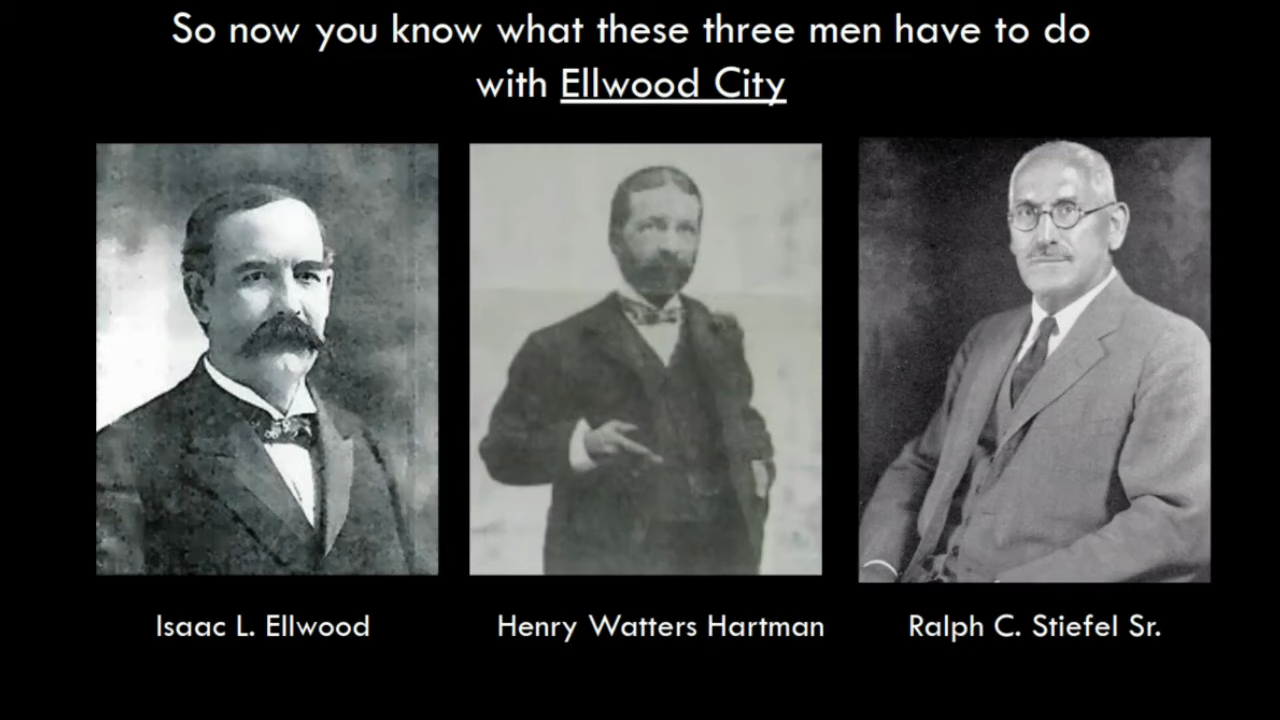 So now you know what these three men have to do
with Ellwood City
Isaac L. Ellwood
Henry Watters Hartman
Ralph C. Stiefel Sr.